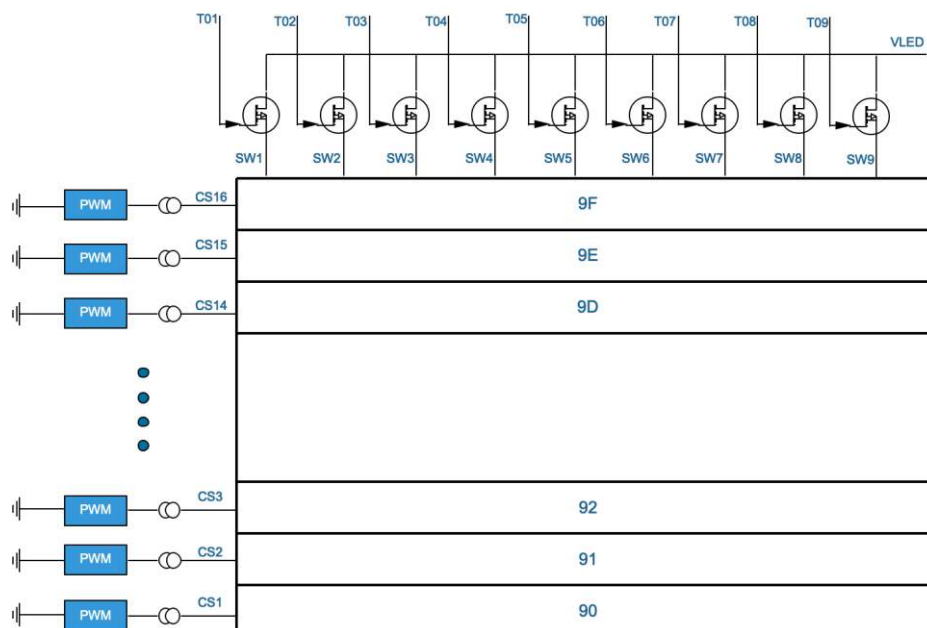 T01 T02 T03 T04 T05 T06 T07 T08 T09
VLED
SW1 SW2 SW3 SW4 SW5 SW6 SW7 SW8 SW9
PWM CS16 9F
PWM CS15 9E
PWM CS14 9D
PWM CS3 92
PWM CS2 91
PWM CS1 90